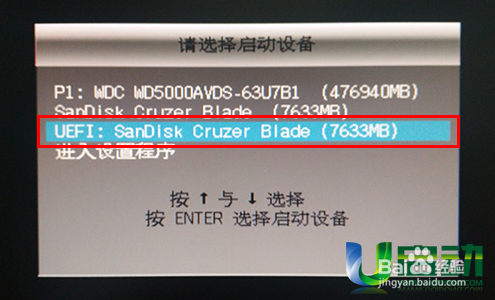 请选择启动设备
P1: WDC WD5000AVDS-63U7B1 (476940MB)
SanDisk Cruzer Blade (7633MB)
UEFI: SanDisk Cruzer Blade (7633MB)
进入设置程序
按 ↑ 与 ↓ 选择
按 ENTER 选择启动设备
Baidu 经验
jingyan.baidu.com